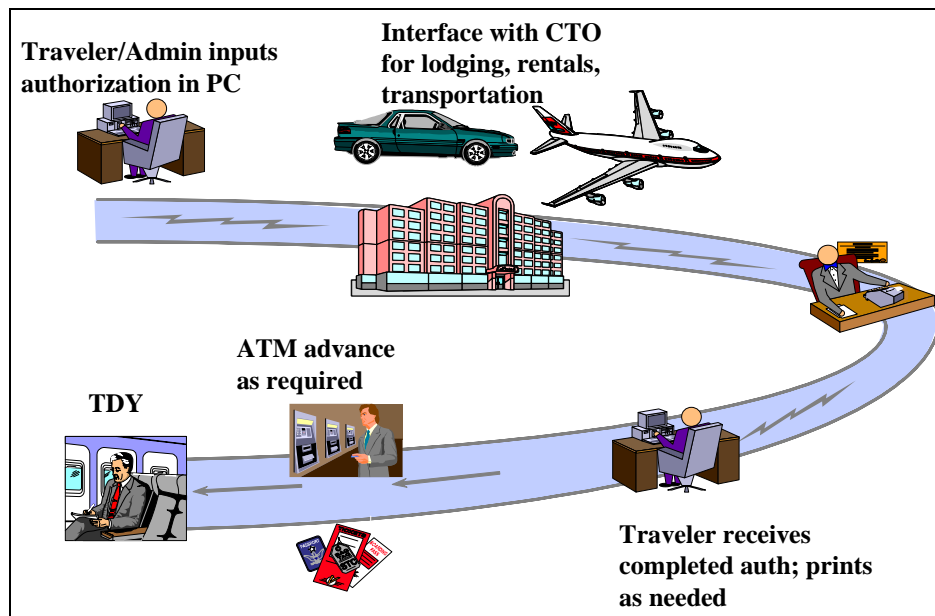 Traveler/Admin inputs
authorization in PC
Interface with CTO
for lodging, rentals,
transportation
ATM advance
as required
TDY
PASSPORT
Traveler receives
completed auth; prints
as needed